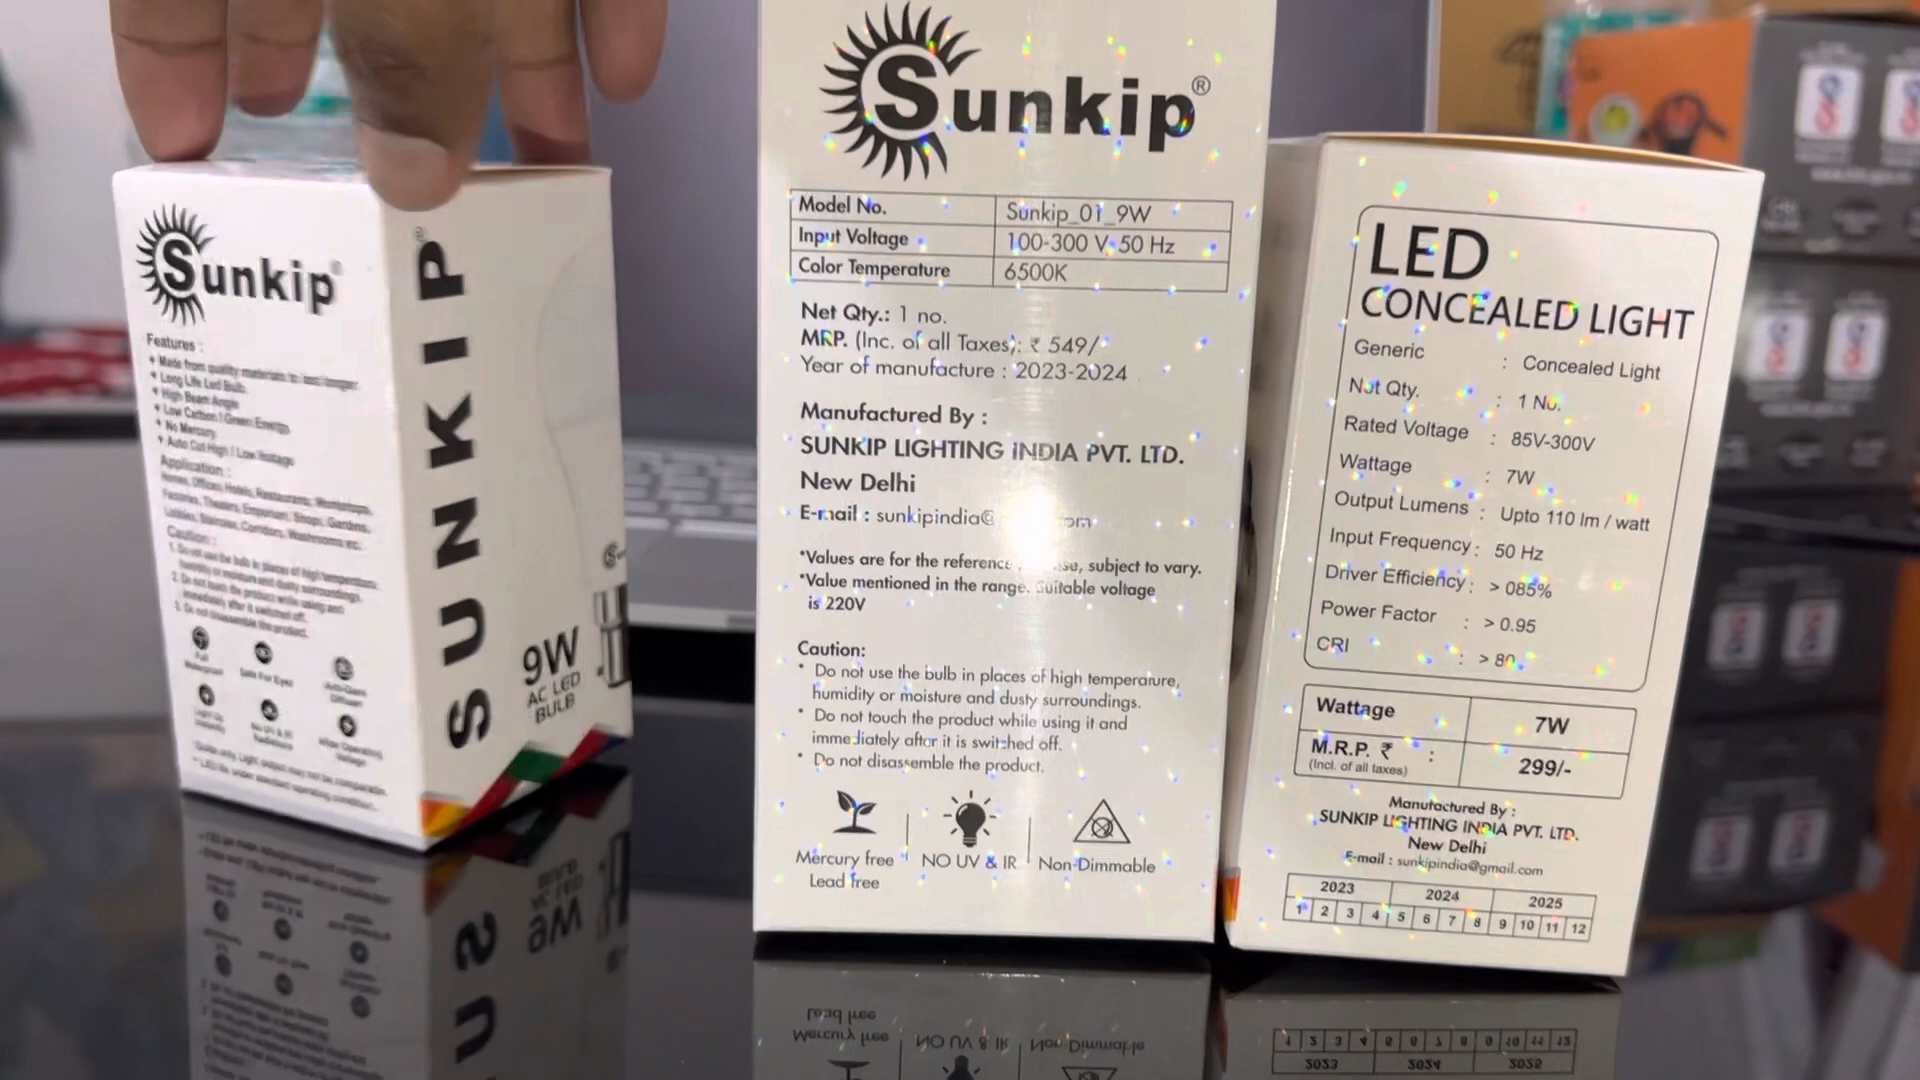 Sunkip
Features :
* Made from quality materials to last longer
* Long Life Led Bulb
* High Beam Angle
* Low Carbon / Green Energy
* No Mercury
* Auto Cut High / Low Voltage
Application :
Homes, Offices, Hotels, Restaurants, Workshops,
Factories, Theaters, Emporium, Shops, Gardens,
Lobbies, Staircase, Corridors, Washrooms etc.
Caution :
1. Do not use the bulb in places of high temperature,
humidity or moisture and dusty surroundings.
2. Do not touch the product while using and
immediately after it is switched off.
3. Do not disassemble the product.
Safe For Eyes
No UV & IR
Radiations
SUNKIP®
9W
AC LED
BULB
Sunkip®
Model No. Sunkip_01_9W
Input Voltage 100-300 V, 50 Hz
Color Temperature 6500K
Net Qty.: 1 no.
MRP. (Inc. of all Taxes): ₹ 549/-
Year of manufacture : 2023-2024
Manufactured By :
SUNKIP LIGHTING INDIA PVT. LTD.
New Delhi
E-mail : sunkipindia@
*Values are for the reference subject to vary.
*Value mentioned in the range. Suitable voltage
is 220V
Caution:
* Do not use the bulb in places of high temperature,
humidity or moisture and dusty surroundings.
* Do not touch the product while using it and
immediately after it is switched off.
* Do not disassemble the product.
Mercury free
Lead free
NO UV & IR
Non-Dimmable
LED
CONCEALED LIGHT
Generic : Concealed Light
Net Qty. : 1 No.
Rated Voltage : 85V-300V
Wattage : 7W
Output Lumens : Upto 110 lm / watt
Input Frequency : 50 Hz
Driver Efficiency : > 085%
Power Factor : > 0.95
CRI : > 80
Wattage 7W
M.R.P. ₹ : 299/-
(Incl. of all taxes)
Manufactured By :
SUNKIP LIGHTING INDIA PVT. LTD.
New Delhi
E-mail : sunkipindia@gmail.com
2023 2024 2025
1 2 3 4 5 6 7 8 9 10 11 12